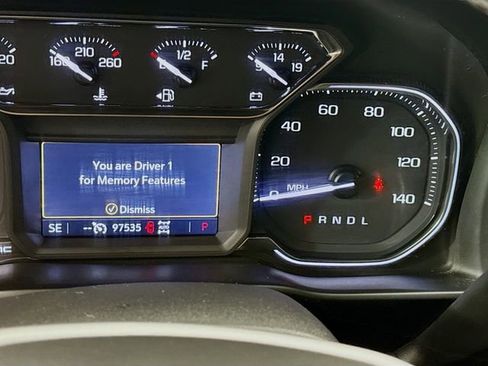 20 160 210 260 E 1/2 F 9 14 19
You are Driver 1
for Memory Features
Dismiss
SE -- 97535 P
0 20 40 60 80 100 120 140
MPH
PRNDL